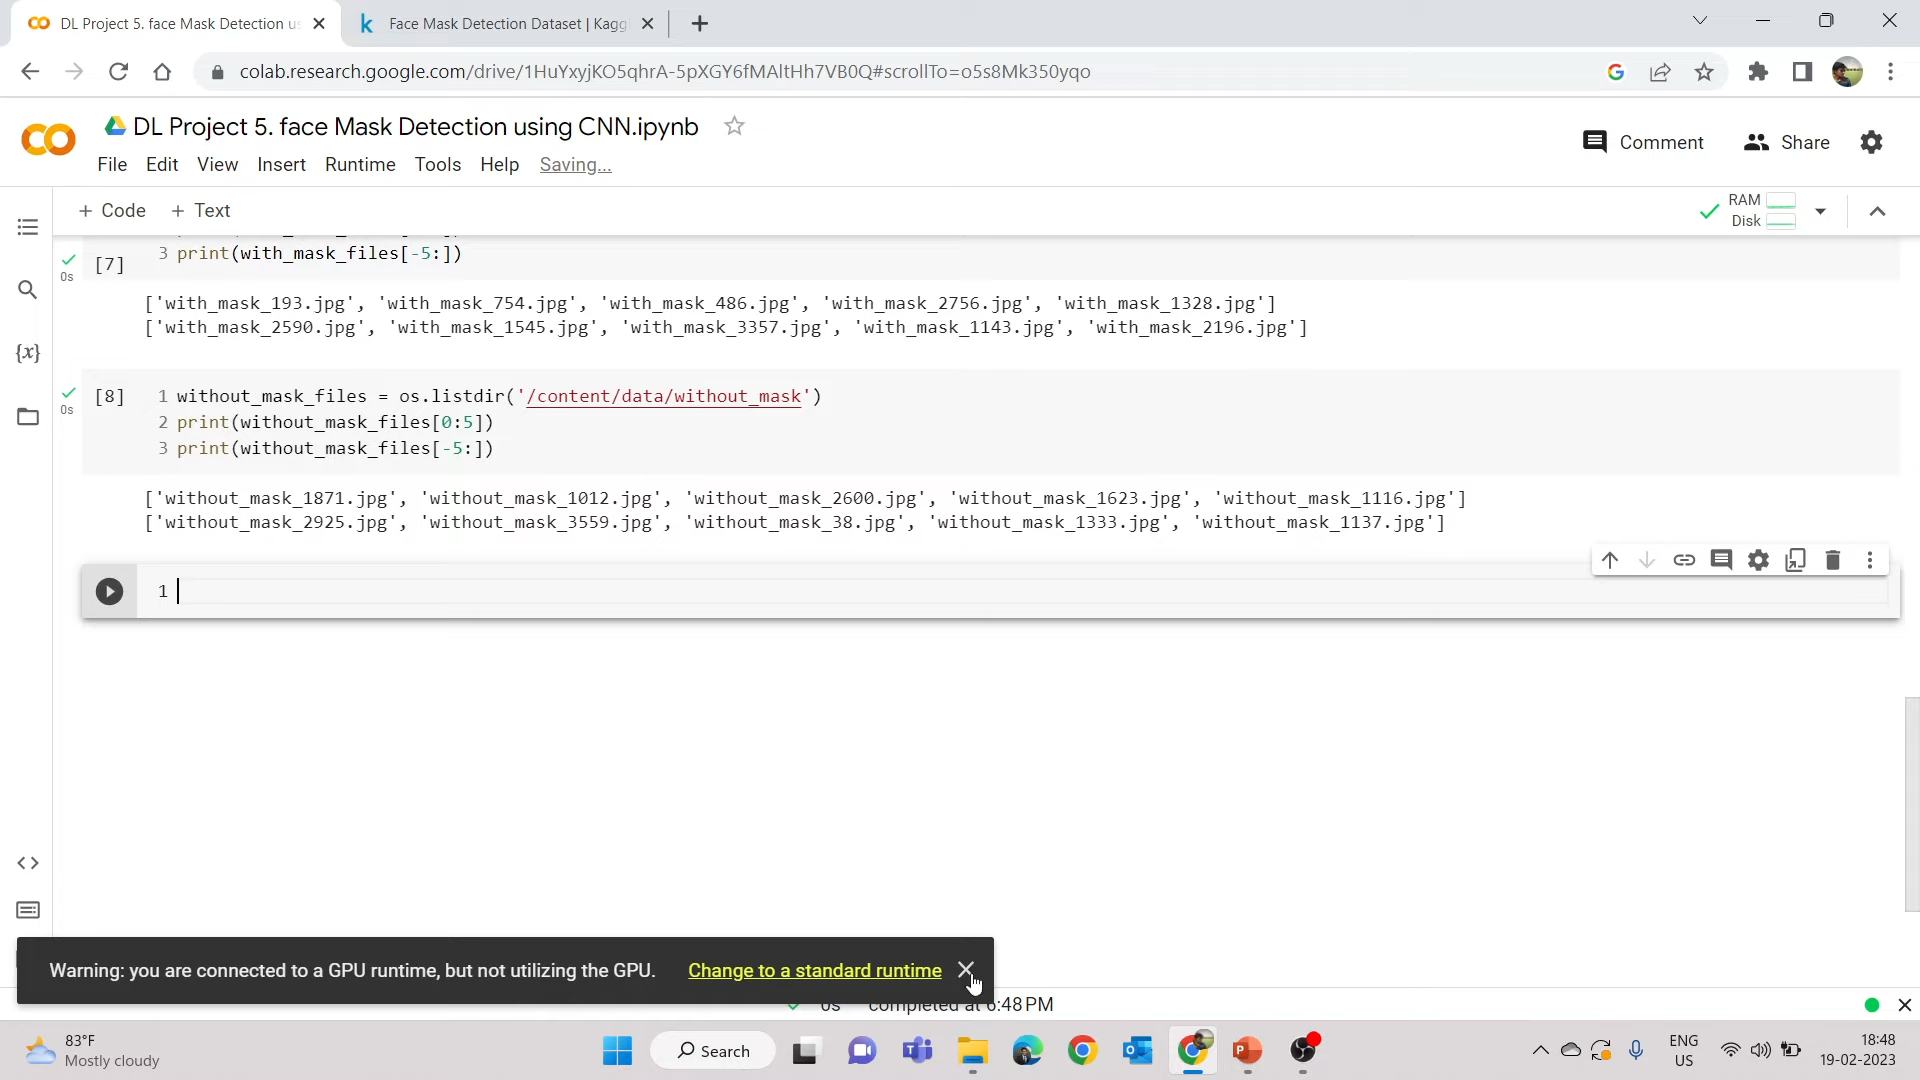 DL Project 5. face Mask Detection us
Face Mask Detection Dataset | Kagg
colab.research.google.com/drive/1HuYxyjKO5qhrA-5pXGY6fMAltHh7VB0Q#scrollTo=o5s8Mk350yqo
DL Project 5. face Mask Detection using CNN.ipynb
Comment Share
File Edit View Insert Runtime Tools Help Saving...
+ Code + Text
RAM
Disk
3 print(with_mask_files[-5:])
[7]
0s
['with_mask_193.jpg', 'with_mask_754.jpg', 'with_mask_486.jpg', 'with_mask_2756.jpg', 'with_mask_1328.jpg']
['with_mask_2590.jpg', 'with_mask_1545.jpg', 'with_mask_3357.jpg', 'with_mask_1143.jpg', 'with_mask_2196.jpg']
{x}
[8] 1 without_mask_files = os.listdir('/content/data/without_mask')
0s
2 print(without_mask_files[0:5])
3 print(without_mask_files[-5:])
['without_mask_1871.jpg', 'without_mask_1012.jpg', 'without_mask_2600.jpg', 'without_mask_1623.jpg', 'without_mask_1116.jpg']
['without_mask_2925.jpg', 'without_mask_3559.jpg', 'without_mask_38.jpg', 'without_mask_1333.jpg', 'without_mask_1137.jpg']
1
Warning: you are connected to a GPU runtime, but not utilizing the GPU. Change to a standard runtime
0s completed at 6:48 PM
83°F
Mostly cloudy
Search
ENG
US
18:48
19-02-2023